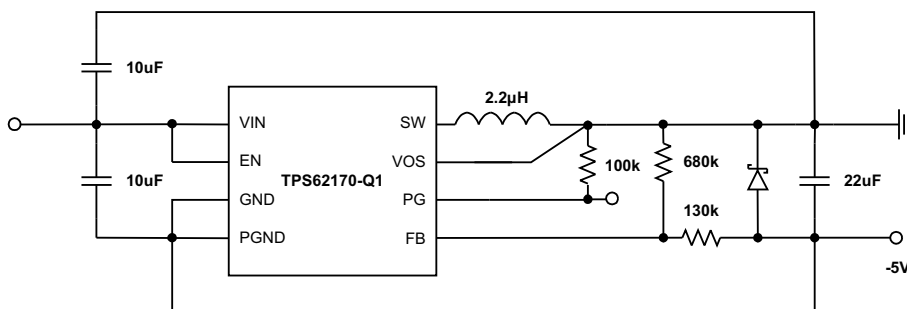 10uF
2.2µH
VIN
SW
EN
VOS
TPS62170-Q1
100k
680k
10uF
22uF
GND
PG
130k
PGND
FB
-5V